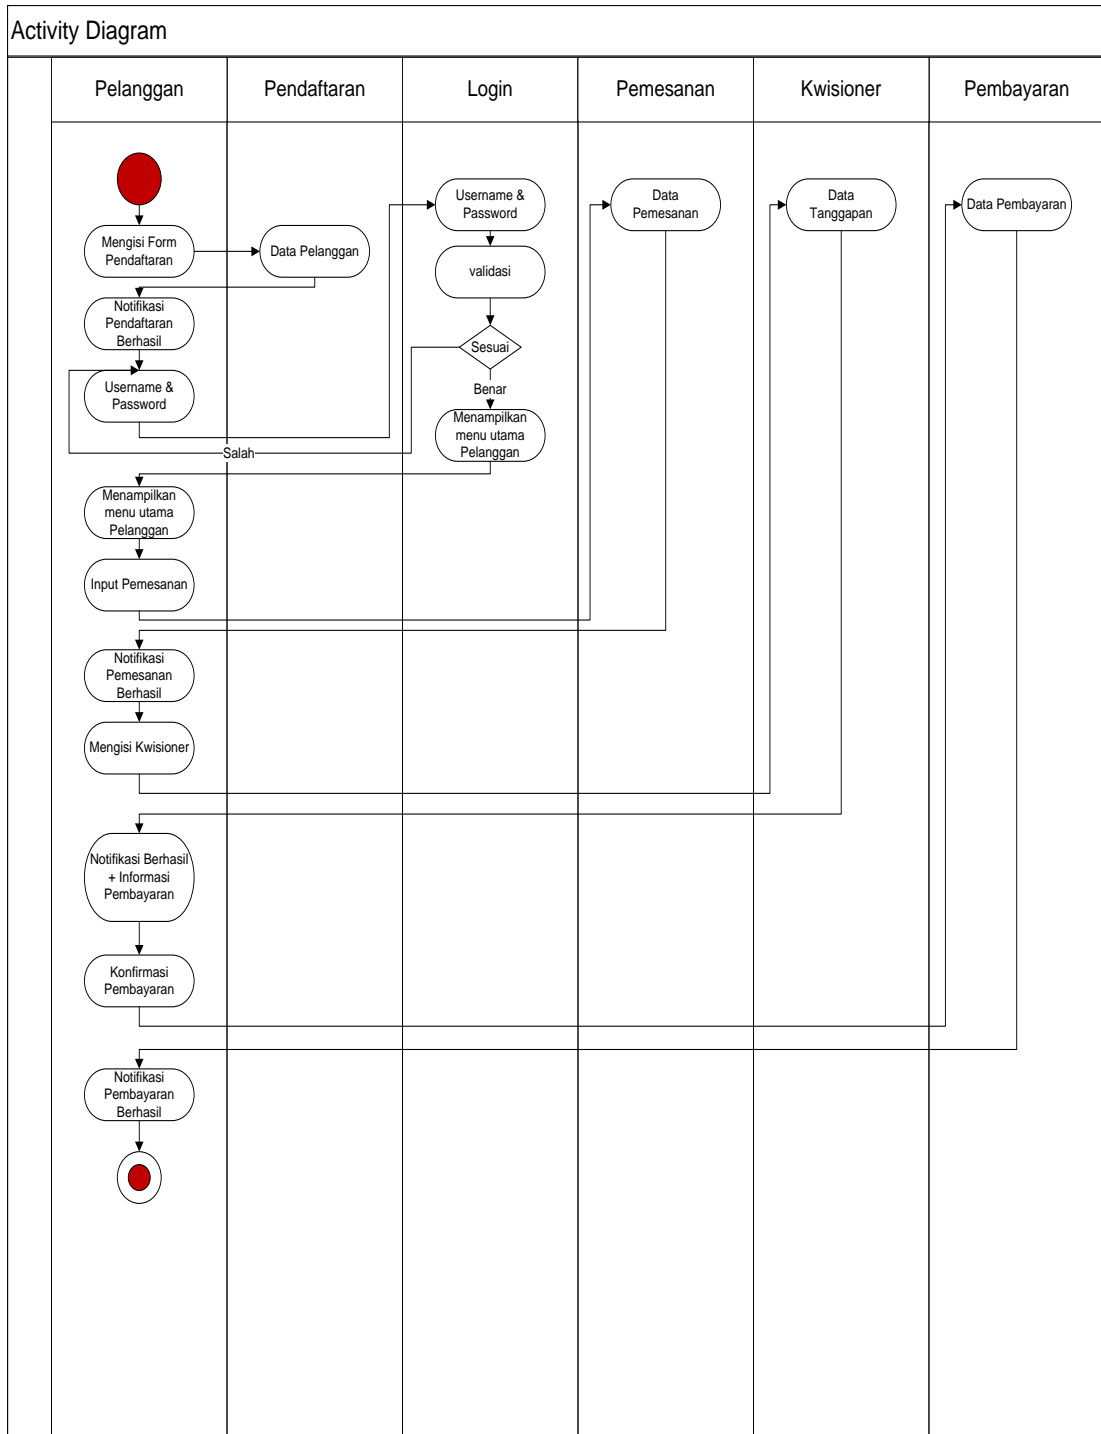 Activity Diagram
Pelanggan
Pendaftaran
Login
Pemesanan
Kwisioner
Pembayaran
Mengisi Form
Pendaftaran
Data Pelanggan
Notifikasi
Pendaftaran
Berhasil
Username &
Password
Username &
Password
validasi
Sesuai
Benar
Salah
Menampilkan
menu utama
Pelanggan
Menampilkan
menu utama
Pelanggan
Input Pemesanan
Data
Pemesanan
Notifikasi
Pemesanan
Berhasil
Mengisi Kwisioner
Data
Tanggapan
Notifikasi Berhasil
+ Informasi
Pembayaran
Konfirmasi
Pembayaran
Data Pembayaran
Notifikasi
Pembayaran
Berhasil